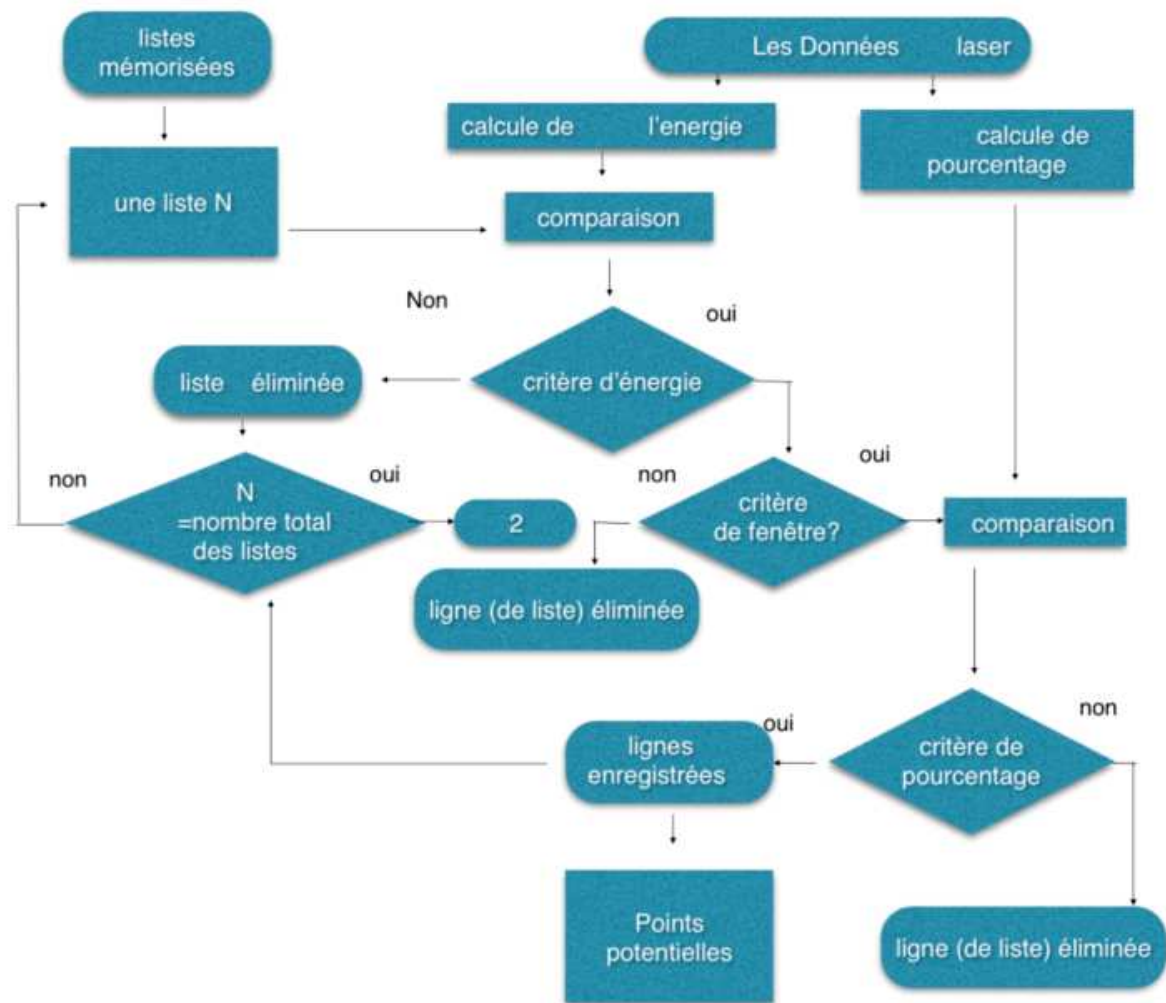 listes
mémorisées
Les Données laser
calcule de l'energie
calcule de
pourcentage
une liste N
comparaison
Non
oui
critère d'énergie
liste éliminée
non
oui
N
=nombre total
des listes
2
non
oui
critère
de fenêtre?
comparaison
ligne (de liste) éliminée
oui
non
lignes
enregistrées
critère de
pourcentage
Points
potentielles
ligne (de liste) éliminée